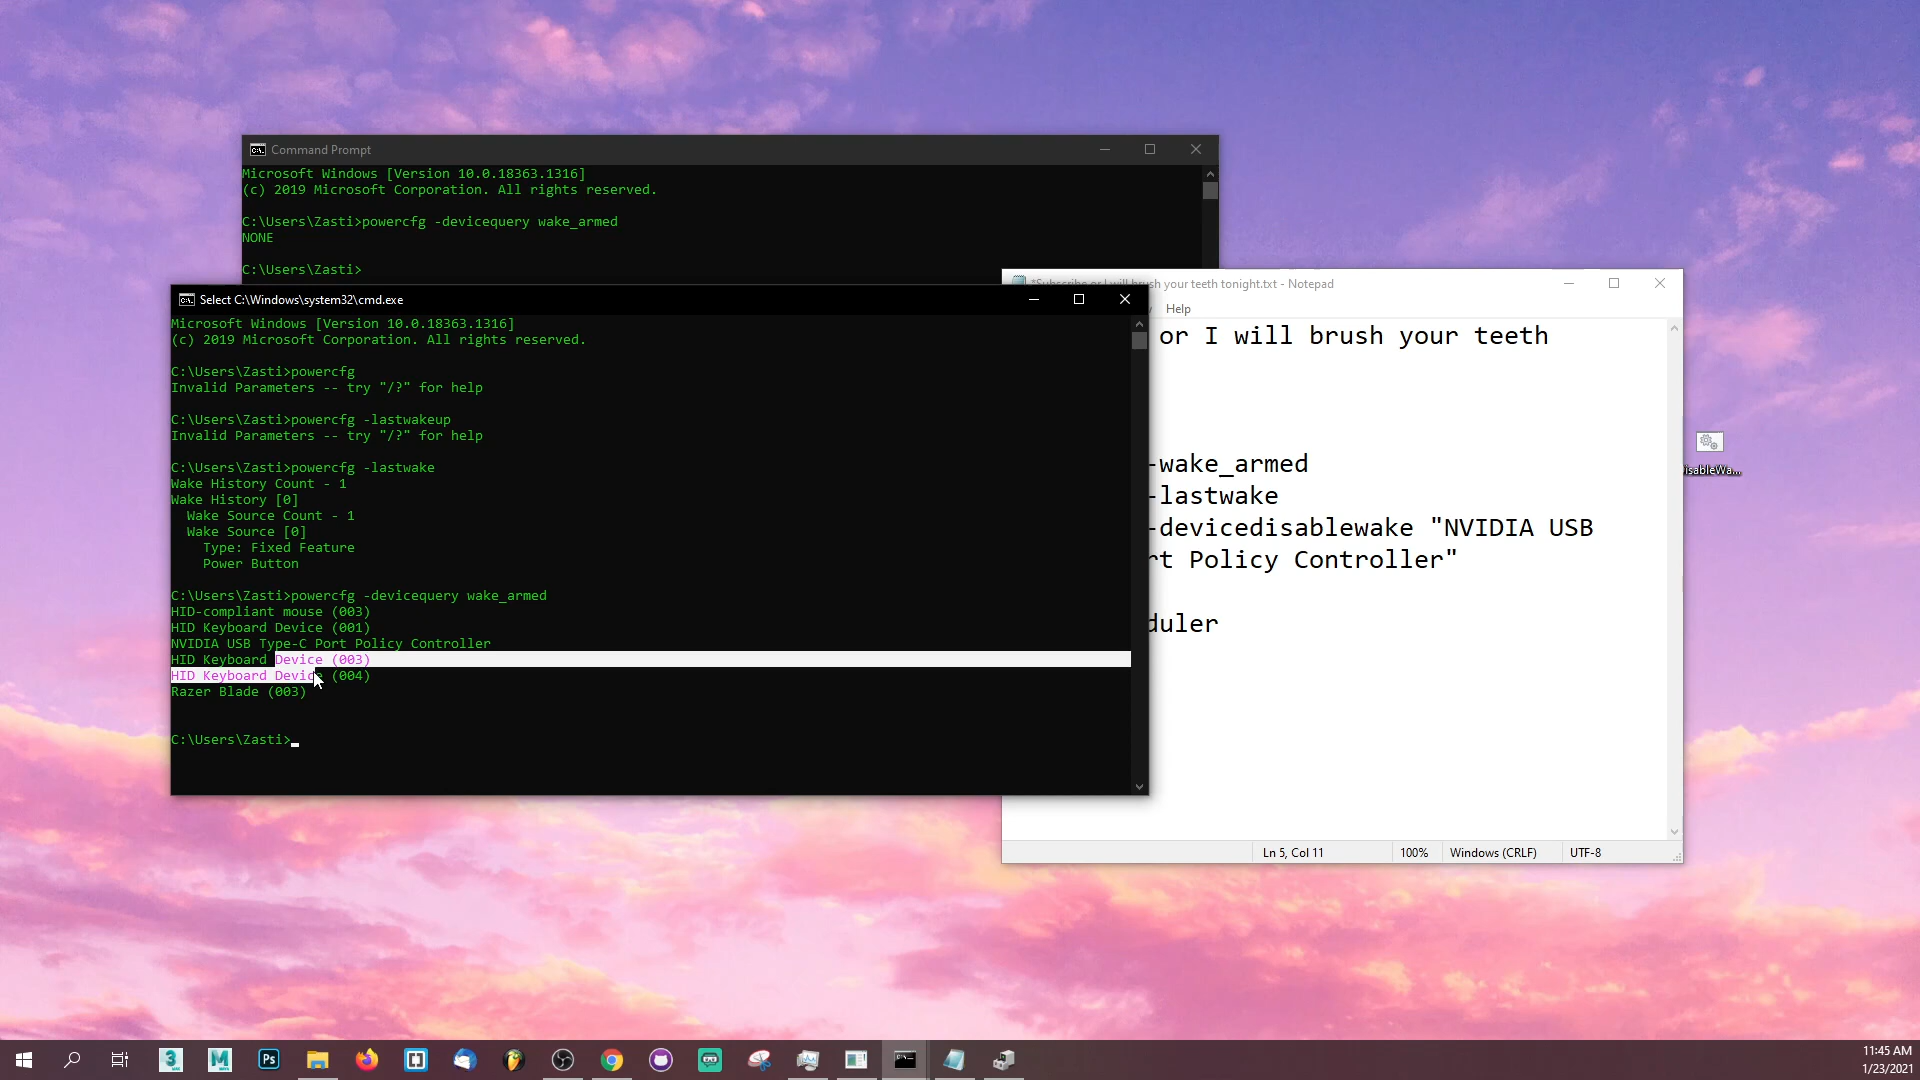 Command Prompt
Microsoft Windows [Version 10.0.18363.1316]
(c) 2019 Microsoft Corporation. All rights reserved.
C:\Users\Zasti>powercfg -devicequery wake_armed
NONE
C:\Users\Zasti>
Select C:\Windows\system32\cmd.exe
Microsoft Windows [Version 10.0.18363.1316]
(c) 2019 Microsoft Corporation. All rights reserved.
C:\Users\Zasti>powercfg
Invalid Parameters -- try "/?" for help
C:\Users\Zasti>powercfg -lastwakeup
Invalid Parameters -- try "/?" for help
C:\Users\Zasti>powercfg -lastwake
Wake History Count - 1
Wake History [0]
Wake Source Count - 1
Wake Source [0]
Type: Fixed Feature
Power Button
C:\Users\Zasti>powercfg -devicequery wake_armed
HID-compliant mouse (003)
HID Keyboard Device (001)
NVIDIA USB Type-C Port Policy Controller
HID Keyboard Device (003)
HID Keyboard Device (004)
Razer Blade (003)
C:\Users\Zasti>
*Subscribe or I will brush your teeth tonight.txt - Notepad
Help
or I will brush your teeth
-wake_armed
-lastwake
-devicedisablewake "NVIDIA USB
rt Policy Controller"
duler
Ln 5, Col 11
100%
Windows (CRLF)
UTF-8
isableWa...
3
M
Ps
11:45 AM
1/23/2021